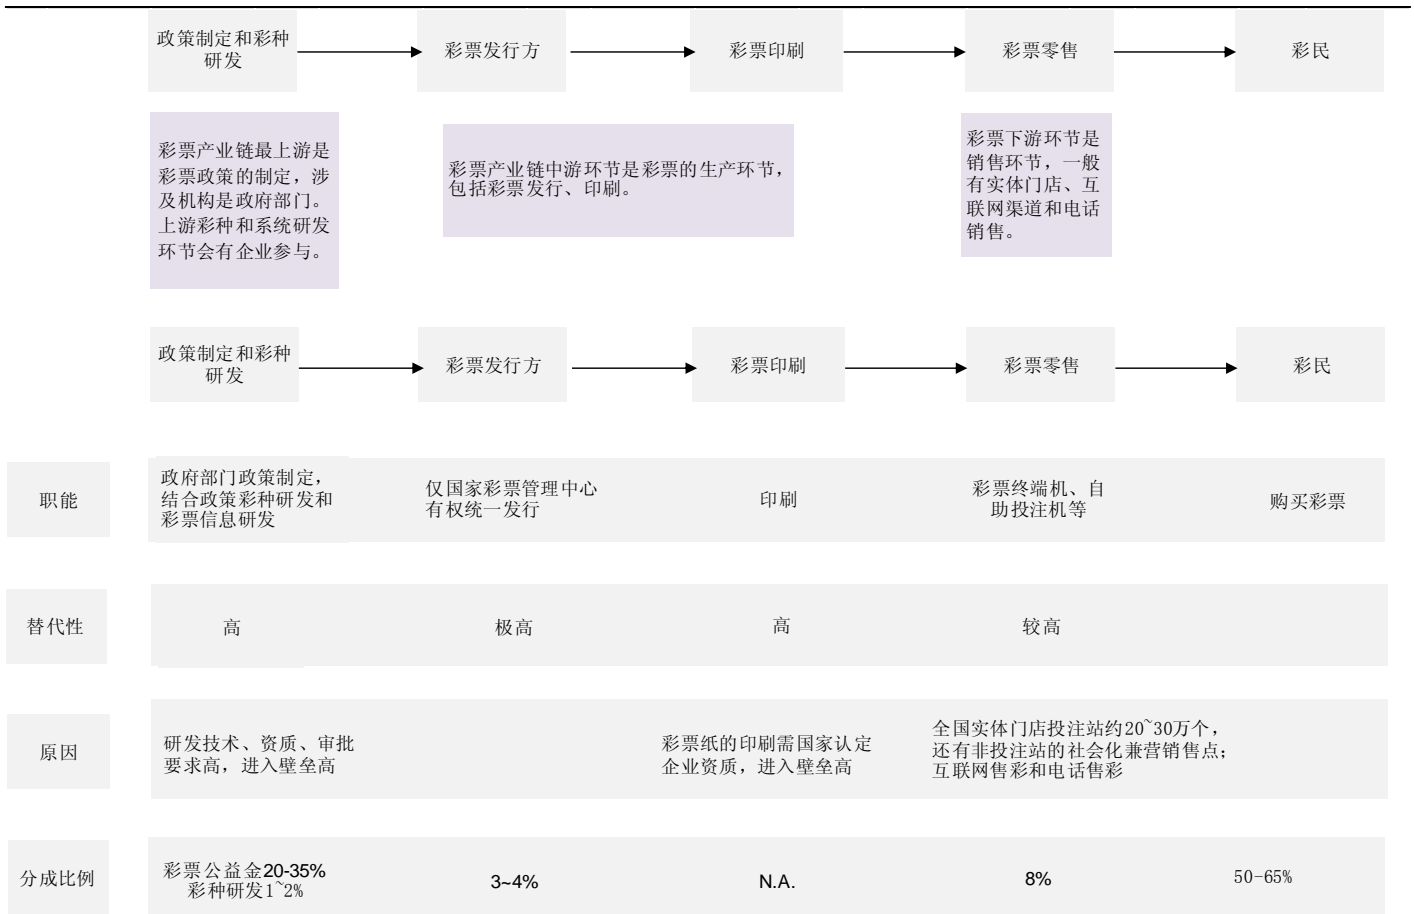 政策制定和彩种
研发
彩票发行方
彩票印刷
彩票零售
彩民
彩票产业链最上游是
彩票政策的制定，涉
及机构是政府部门。
上游彩种和系统研发
环节会有企业参与。
彩票产业链中游环节是彩票的生产环节，
包括彩票发行、印刷。
彩票下游环节是
销售环节，一般
有实体门店、互
联网渠道和电话
销售。
政策制定和彩种
研发
彩票发行方
彩票印刷
彩票零售
彩民
职能
政府部门政策制定，
结合政策彩种研发和
彩票信息研发
仅国家彩票管理中心
有权统一发行
印刷
彩票终端机、自
助投注机等
购买彩票
替代性
高
极高
高
较高
原因
研发技术、资质、审批
要求高，进入壁垒高
彩票纸的印刷需国家认定
企业资质，进入壁垒高
全国实体门店投注站约20~30万个，
还有非投注站的社会化兼营销售点；
互联网售彩和电话售彩
分成比例
彩票公益金20-35%
彩种研发1~2%
3~4%
N.A.
8%
50-65%